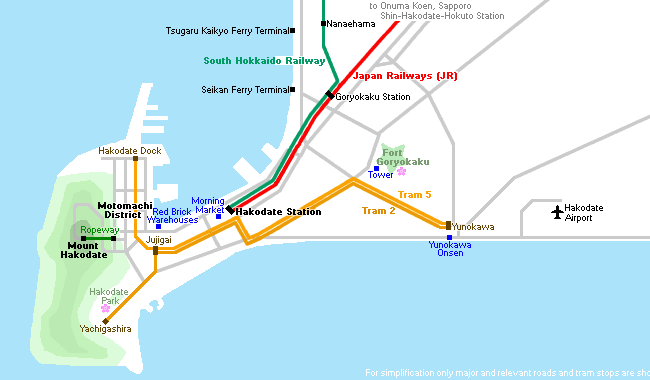 to Onuma Koen, Sapporo
Shin-Hakodate-Hokuto Station
Nanaehama
Tsugaru Kaikyo Ferry Terminal
South Hokkaido Railway
Japan Railways (JR)
Seikan Ferry Terminal
Goryokaku Station
Hakodate Dock
Fort
Goryokaku
Tower
Motomachi
District
Morning
Market
Red Brick
Warehouses
Hakodate Station
Tram 5
Tram 2
Hakodate
Airport
Yunokawa
Ropeway
Jujigai
Mount
Hakodate
Yunokawa
Onsen
Hakodate
Park
Yachigashira
For simplification only major and relevant roads and tram stops are sho